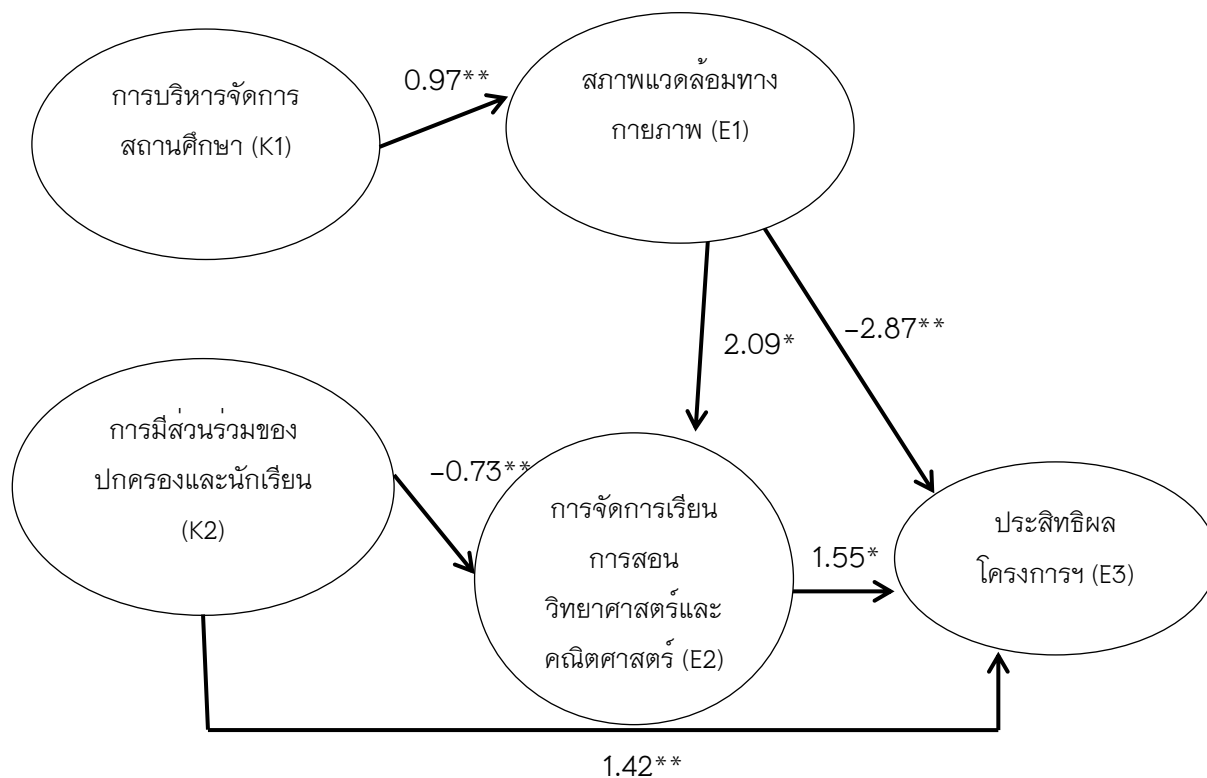 การบริหารจัดการ
สถานศึกษา (K1)
0.97**
สภาพแวดล้อมทาง
กายภาพ (E1)
2.09*
-2.87**
การมีส่วนร่วมของ
ปกครองและนักเรียน
(K2)
-0.73**
การจัดการเรียน
การสอน
วิทยาศาสตร์และ
คณิตศาสตร์ (E2)
1.55*
ประสิทธิผล
โครงการฯ (E3)
1.42**